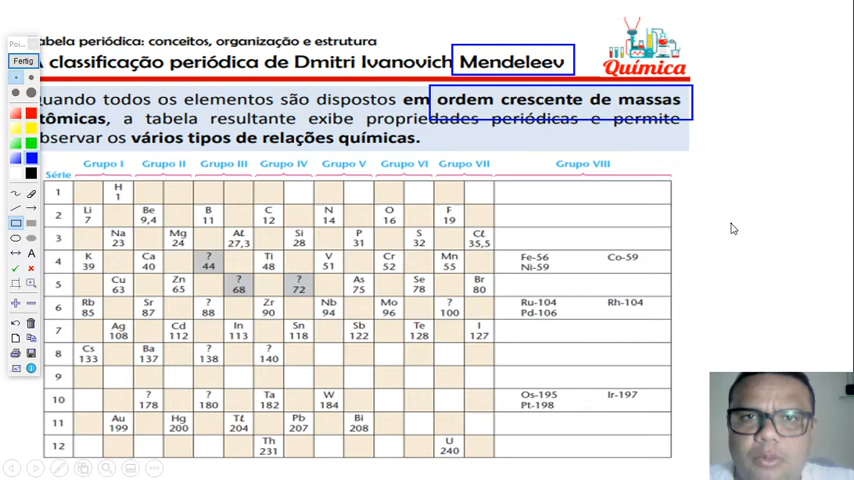 Poi...
Fertig
abela periódica: conceitos, organização e estrutura
A classificação periódica de Dmitri Ivanovich Mendeleev
Química
uando todos os elementos são dispostos em ordem crescente de massas
tômicas, a tabela resultante exibe propriedades periódicas e permite
observar os vários tipos de relações químicas.
Série Grupo I Grupo II Grupo III Grupo IV Grupo V Grupo VI Grupo VII Grupo VIII
1 H 1
2 Li 7 Be 9,4 B 11 C 12 N 14 O 16 F 19
3 Na 23 Mg 24 Aℓ 27,3 Si 28 P 31 S 32 Cℓ 35,5
4 K 39 Ca 40 ? 44 Ti 48 V 51 Cr 52 Mn 55 Fe-56 Co-59 Ni-59
5 Cu 63 Zn 65 ? 68 ? 72 As 75 Se 78 Br 80
6 Rb 85 Sr 87 ? 88 Zr 90 Nb 94 Mo 96 ? 100 Ru-104 Rh-104 Pd-106
7 Ag 108 Cd 112 In 113 Sn 118 Sb 122 Te 128 I 127
8 Cs 133 Ba 137 ? 138 ? 140
9
10 ? 178 ? 180 Ta 182 W 184 Os-195 Ir-197 Pt-198
11 Au 199 Hg 200 Tℓ 204 Pb 207 Bi 208
12 Th 231 U 240